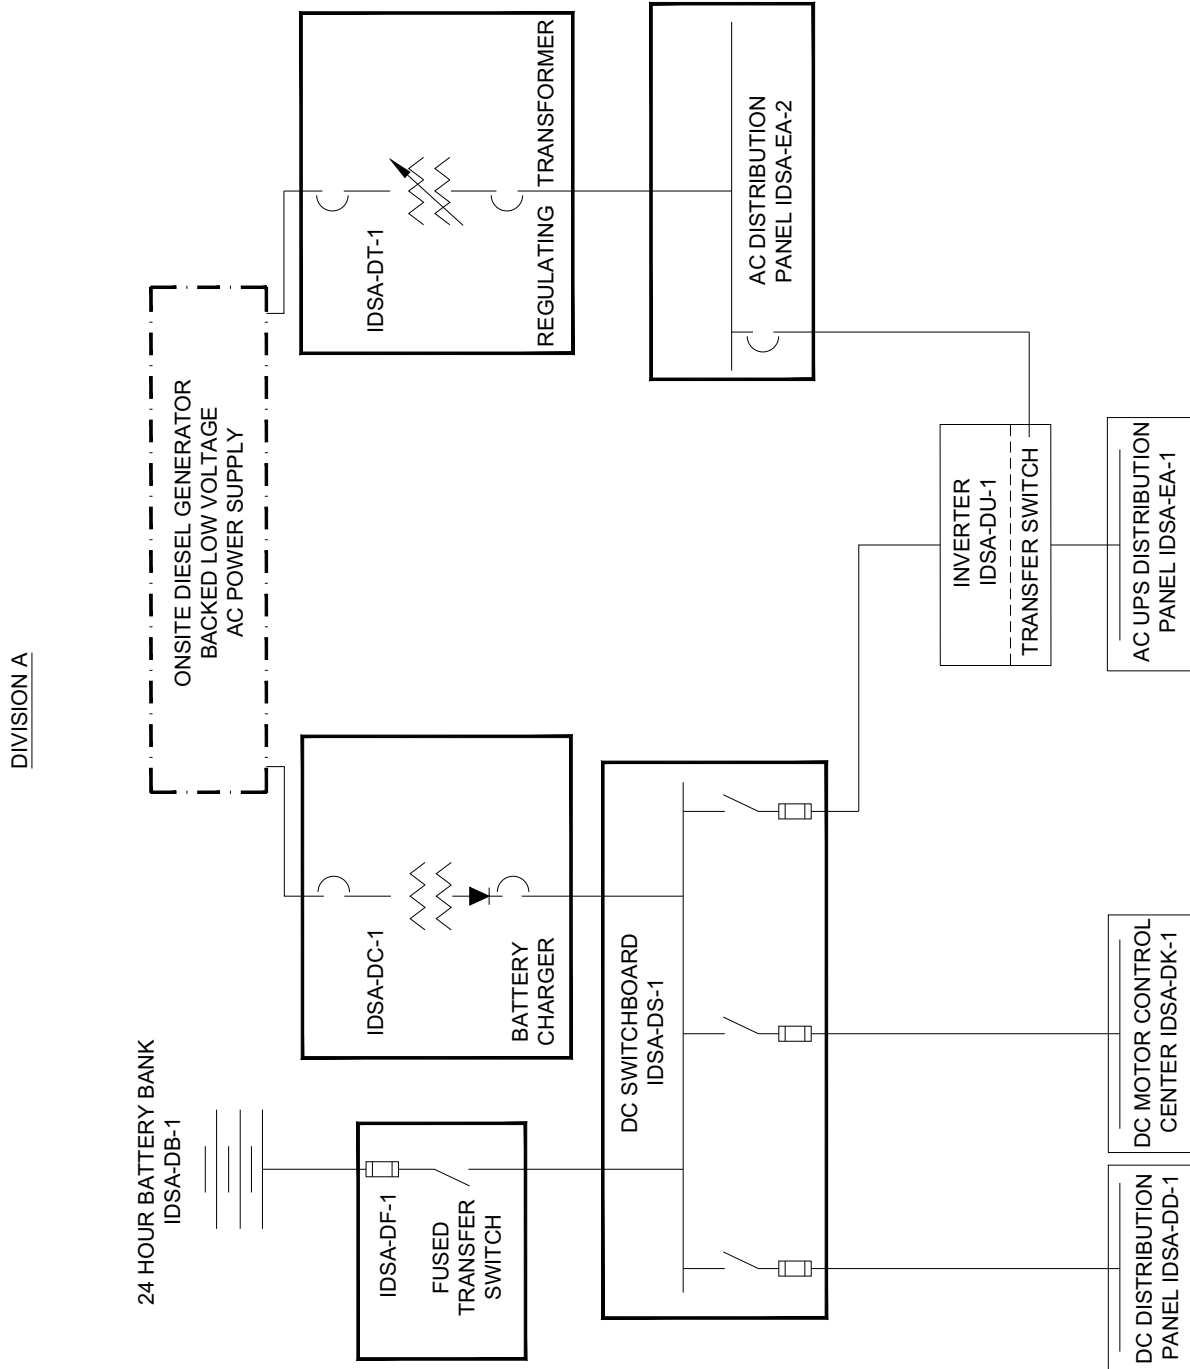 DIVISION A
24 HOUR BATTERY BANK
IDSA-DB-1
ONSITE DIESEL GENERATOR
BACKED LOW VOLTAGE
AC POWER SUPPLY
IDSA-DF-1
FUSED
TRANSFER
SWITCH
IDSA-DC-1
BATTERY
CHARGER
IDSA-DT-1
REGULATING TRANSFORMER
DC SWITCHBOARD
IDSA-DS-1
AC DISTRIBUTION
PANEL IDSA-EA-2
INVERTER
IDSA-DU-1
TRANSFER SWITCH
DC DISTRIBUTION
PANEL IDSA-DD-1
DC MOTOR CONTROL
CENTER IDSA-DK-1
AC UPS DISTRIBUTION
PANEL IDSA-EA-1